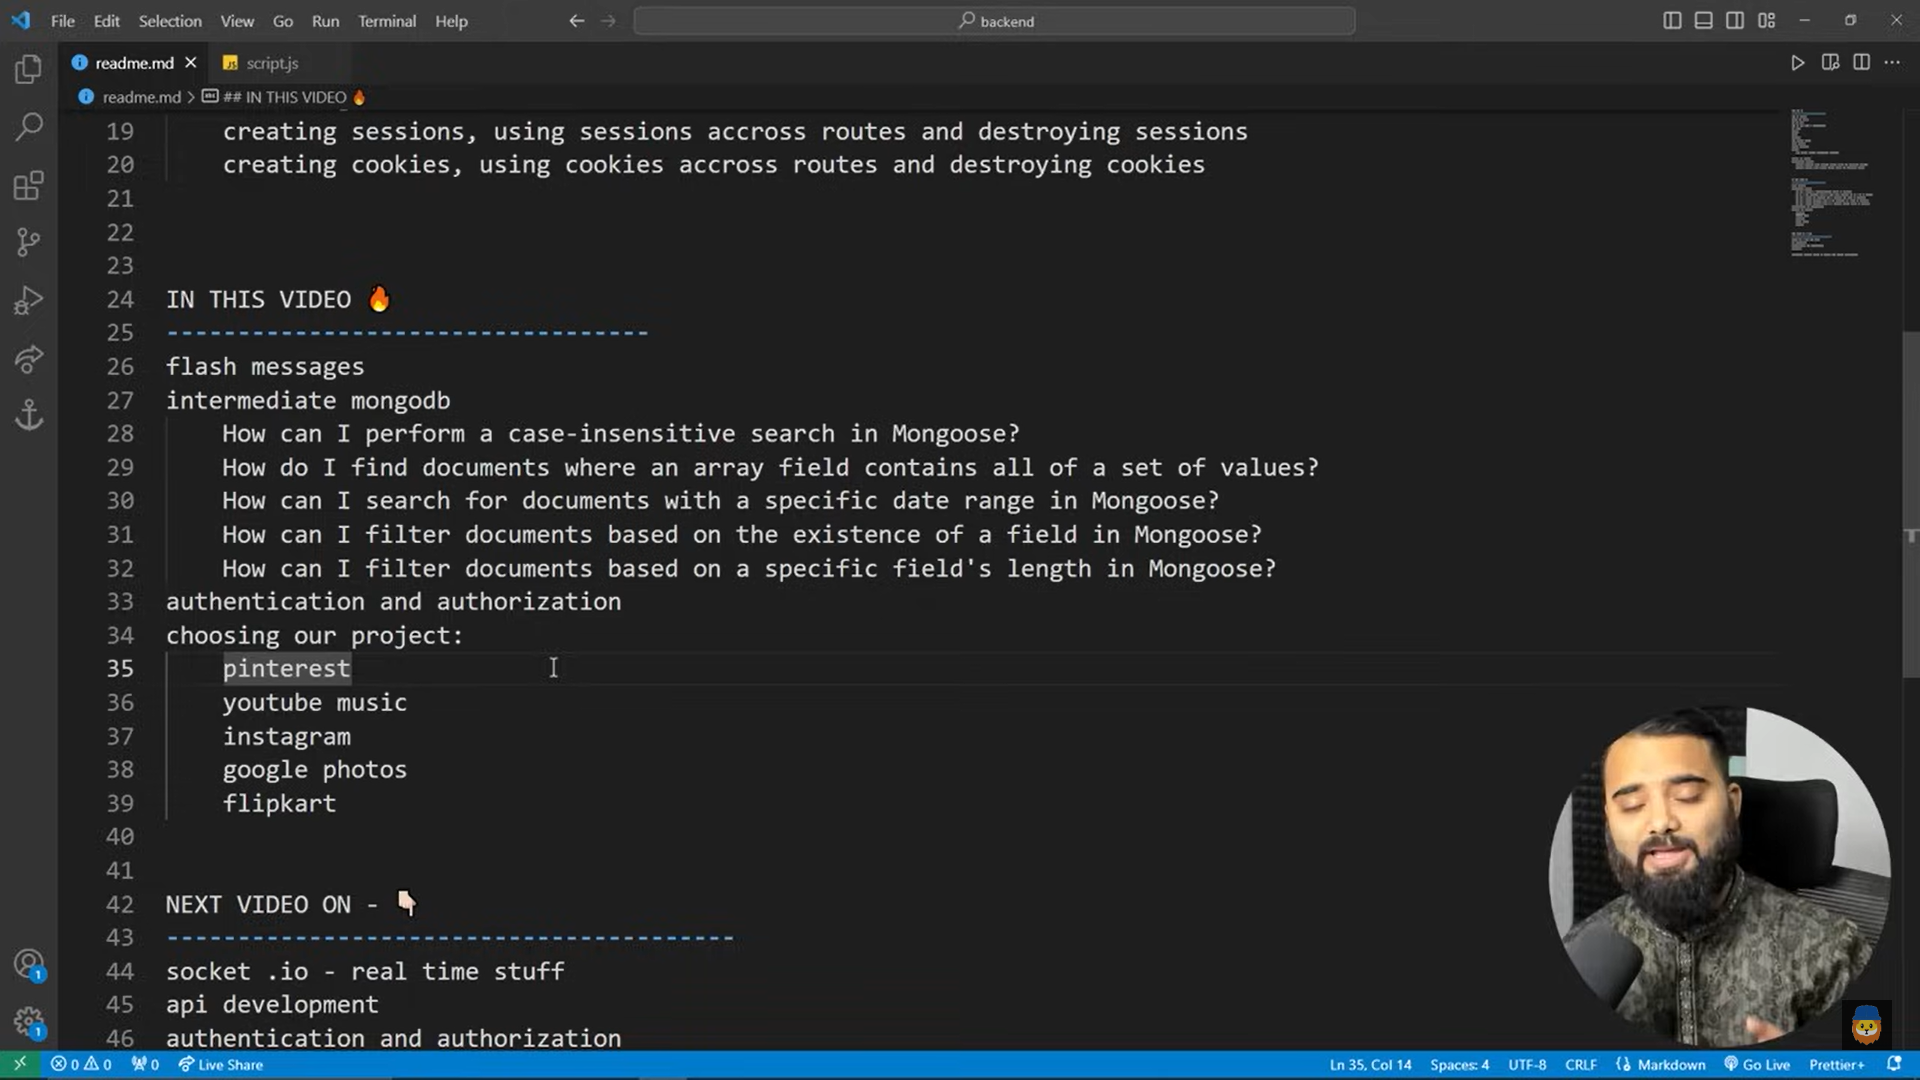 File Edit Selection View Go Run Terminal Help backend
readme.md JS script.js
readme.md > ## IN THIS VIDEO 🔥
19 creating sessions, using sessions accross routes and destroying sessions
20 creating cookies, using cookies accross routes and destroying cookies
21
22
23
24 IN THIS VIDEO 🔥
25 ----------------------------------
26 flash messages
27 intermediate mongodb
28 How can I perform a case-insensitive search in Mongoose?
29 How do I find documents where an array field contains all of a set of values?
30 How can I search for documents with a specific date range in Mongoose?
31 How can I filter documents based on the existence of a field in Mongoose?
32 How can I filter documents based on a specific field's length in Mongoose?
33 authentication and authorization
34 choosing our project:
35 pinterest
36 youtube music
37 instagram
38 google photos
39 flipkart
40
41
42 NEXT VIDEO ON - 👇🏻
43 ----------------------------------------
44 socket .io - real time stuff
45 api development
46 authentication and authorization
1
1
0 0 0 Live Share Ln 35, Col 14 Spaces: 4 UTF-8 CRLF Markdown Go Live Prettier+